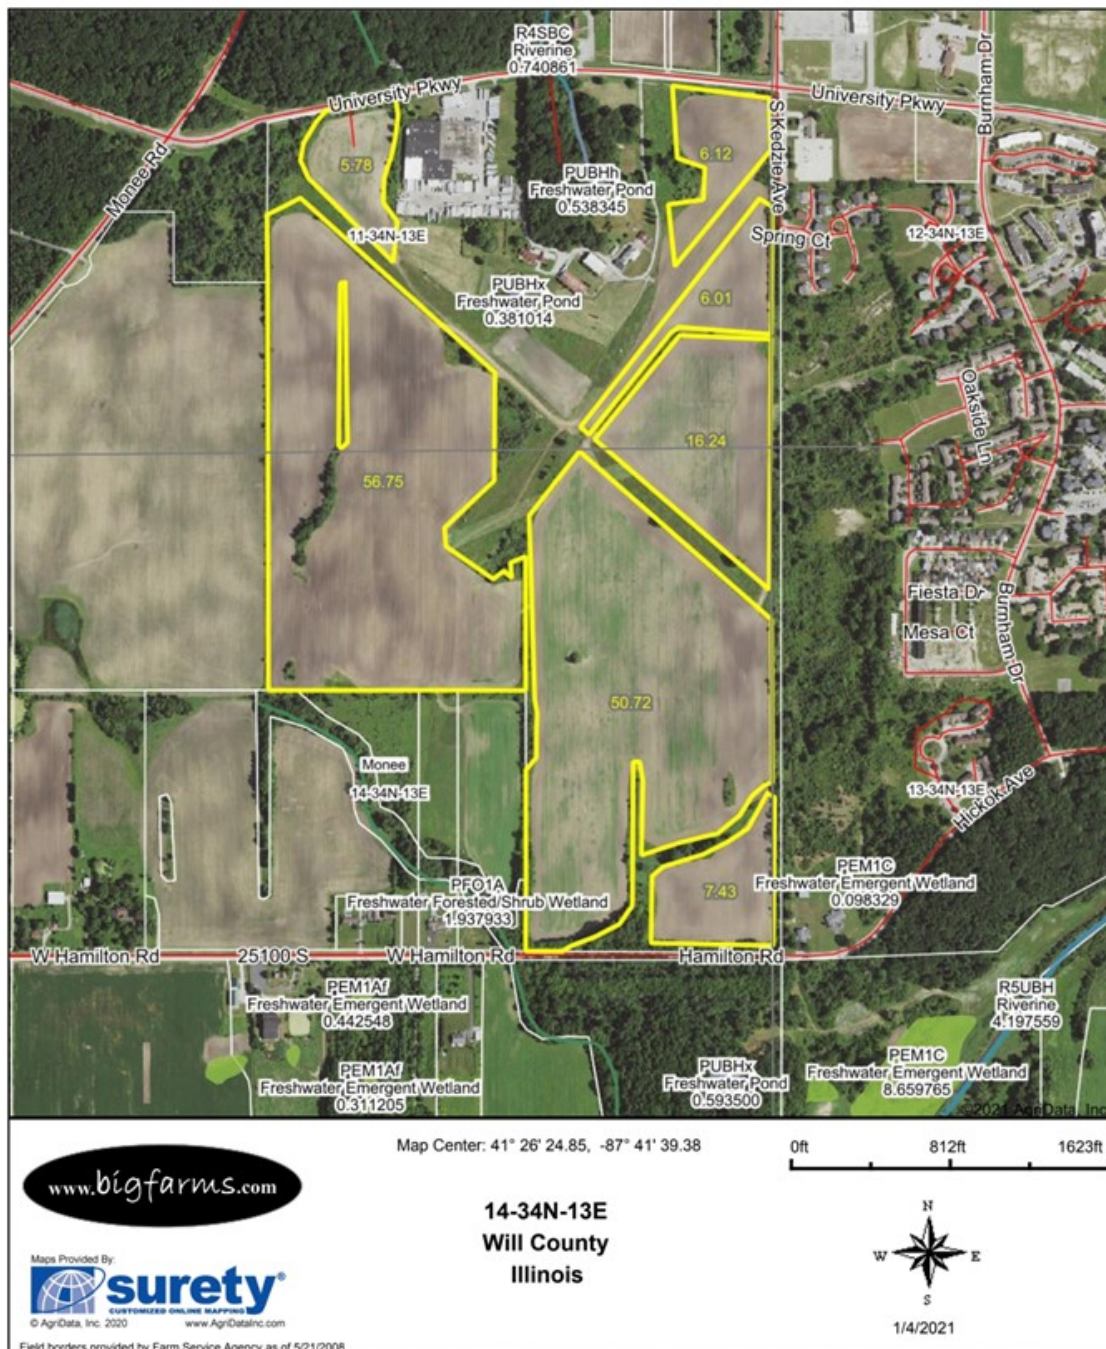 R4SBC
Riverine
0.740861
University Pkwy
University Pkwy
Burnham Dr
Monee Rd
S Kedzie Ave
5.78
6.12
PUBHh
Freshwater Pond
0.538345
11-34N-13E
Spring Ct
12-34N-13E
PUBHx
Freshwater Pond
0.381014
6.01
Oakside Ln
16.24
56.75
Fiesta Dr
Mesa Ct
Burnham Dr
50.72
Monee
14-34N-13E
13-34N-13E
Hickok Ave
PFO1A
Freshwater Forested/Shrub Wetland
1.937933
7.43
PEM1C
Freshwater Emergent Wetland
0.098329
W Hamilton Rd
25100 S
W Hamilton Rd
Hamilton Rd
PEM1Af
Freshwater Emergent Wetland
0.442548
R5UBH
Riverine
4.197559
PEM1Af
Freshwater Emergent Wetland
0.311205
PUBHx
Freshwater Pond
0.593500
PEM1C
Freshwater Emergent Wetland
8.659765
©2021 AgriData, Inc.
Map Center: 41° 26' 24.85, -87° 41' 39.38
0ft 812ft 1623ft
www.bigfarms.com
14-34N-13E
Will County
Illinois
N
W E
S
1/4/2021
Maps Provided By:
surety®
CUSTOMIZED ONLINE MAPPING
© AgriData, Inc. 2020 www.AgriDataInc.com
Field borders provided by Farm Service Agency as of 5/21/2008.